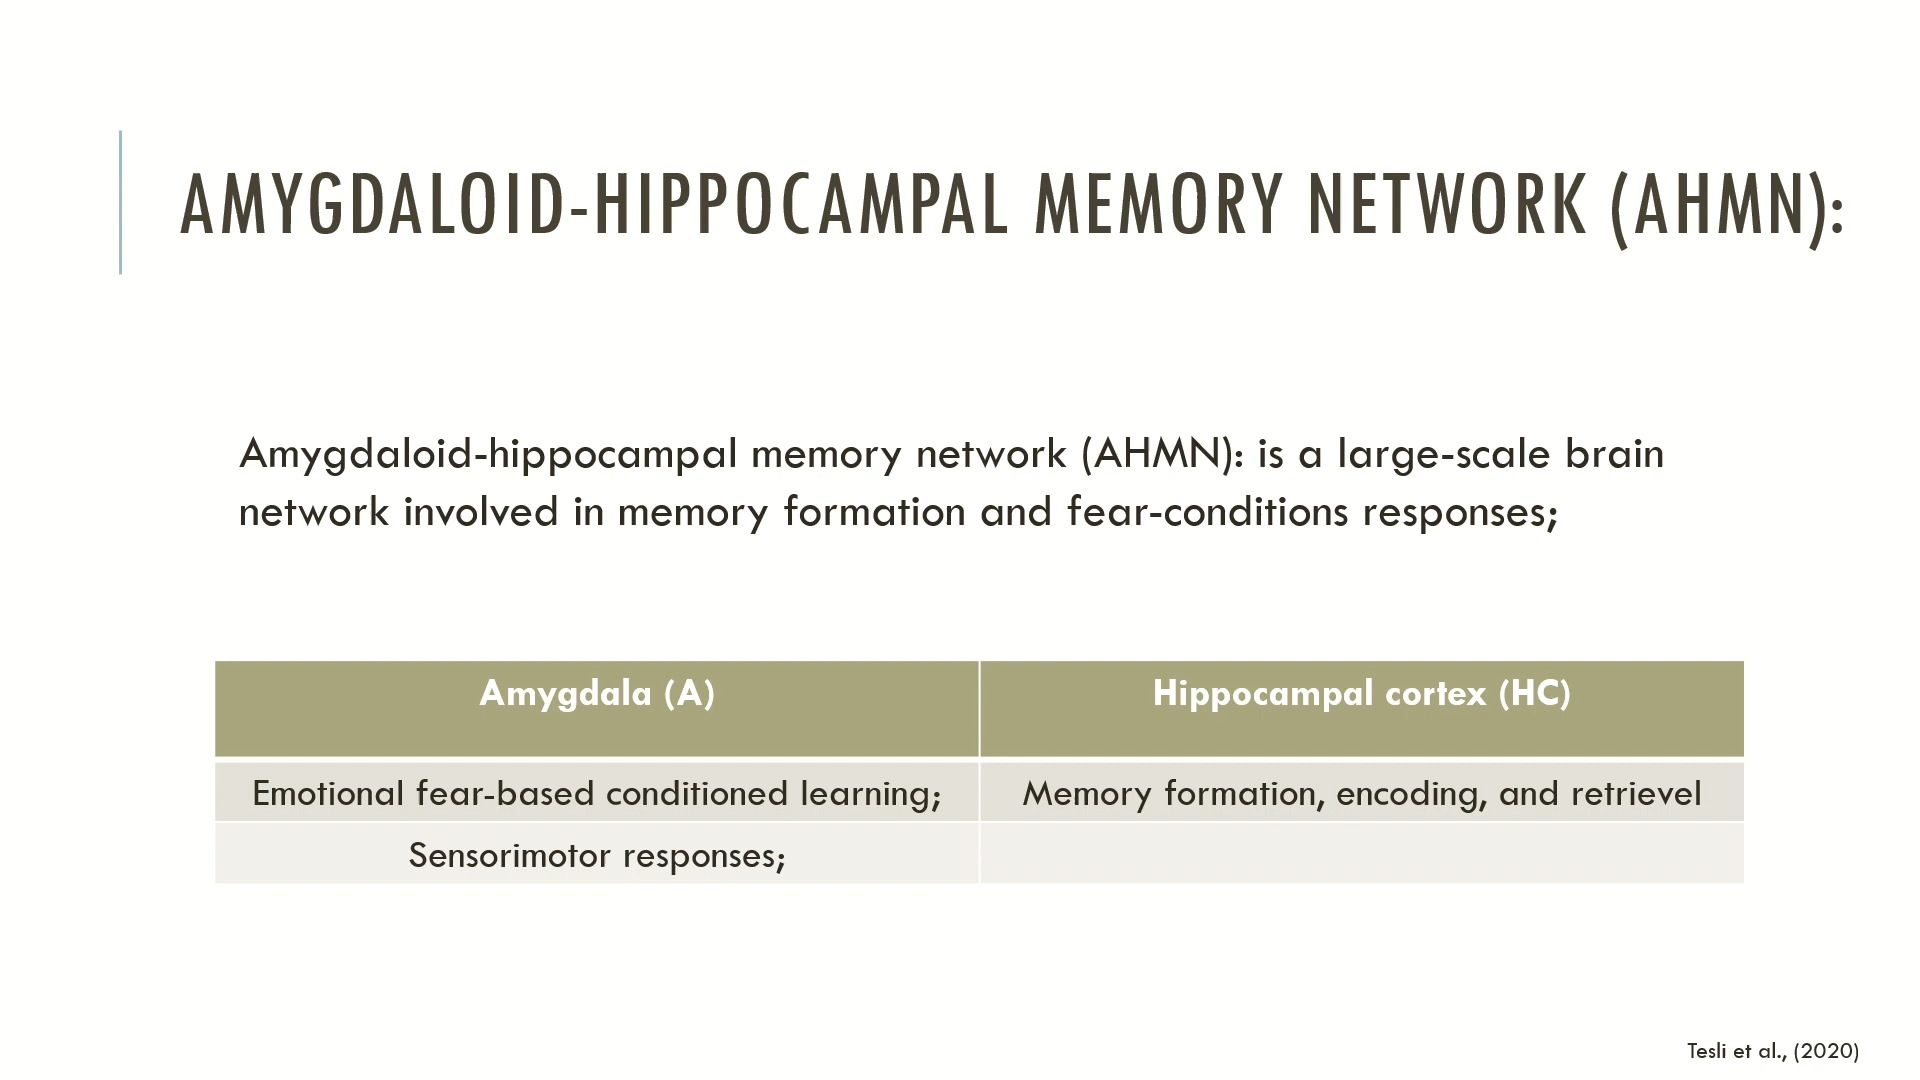 AMYGDALOID-HIPPOCAMPAL MEMORY NETWORK (AHMN):
Amygdaloid-hippocampal memory network (AHMN): is a large-scale brain
network involved in memory formation and fear-conditions responses;
Amygdala (A)
Hippocampal cortex (HC)
Emotional fear-based conditioned learning;
Memory formation, encoding, and retrievel
Sensorimotor responses;
Tesli et al., (2020)